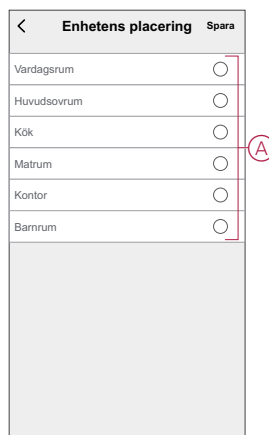 Enhetens placering Spara
Vardagsrum
Huvudsovrum
Kök
A
Matrum
Kontor
Barnrum